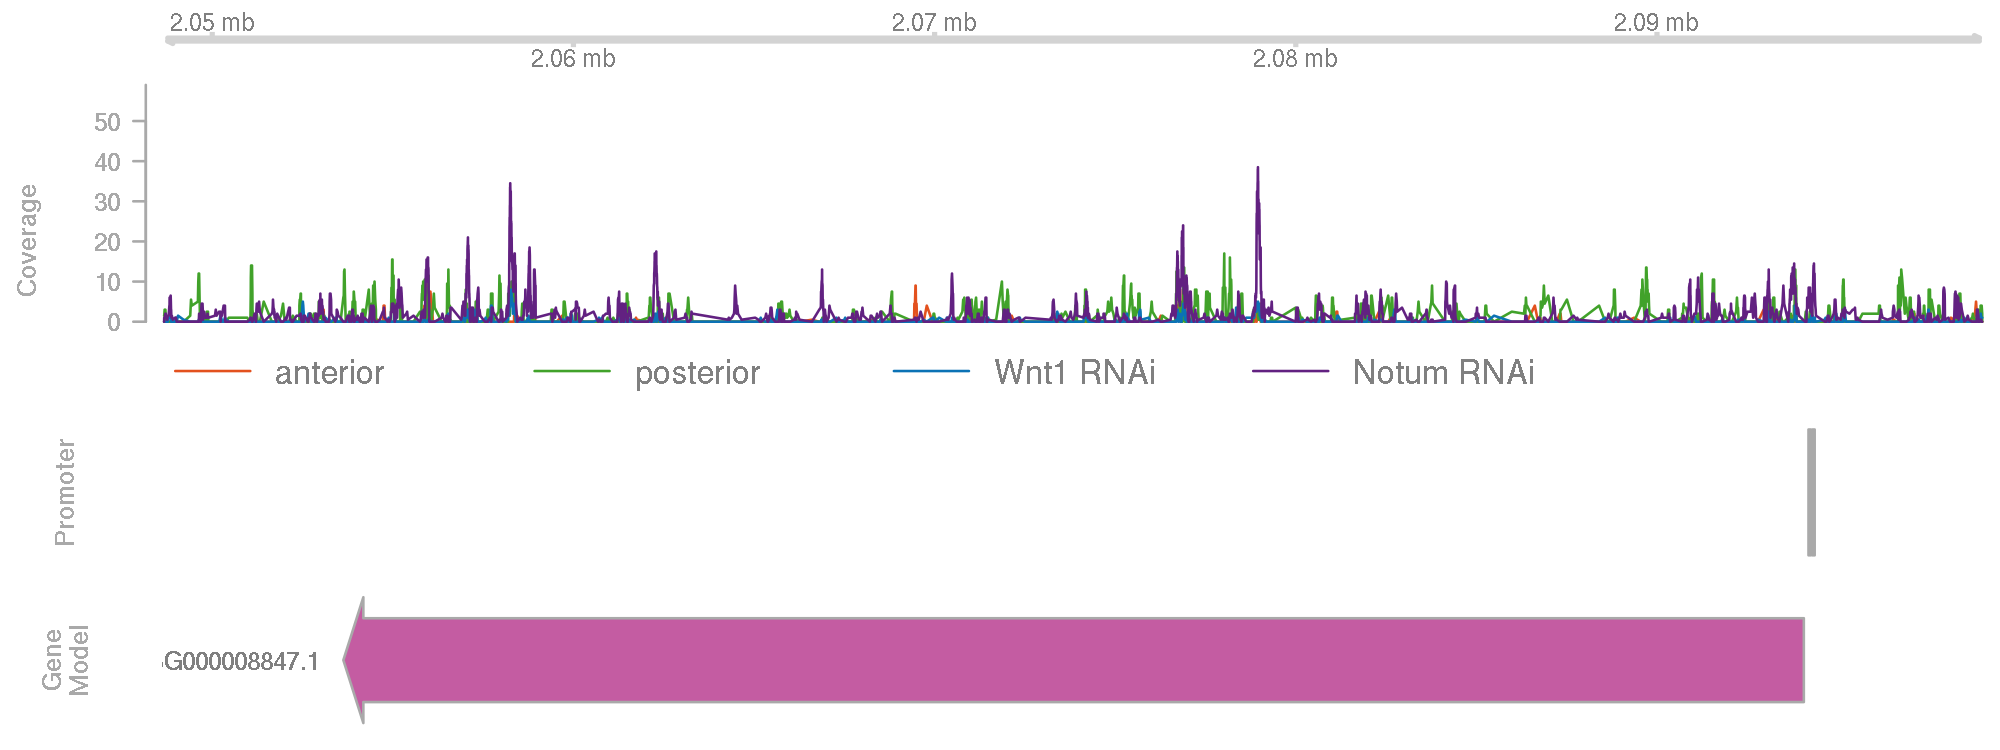 2.05 mb
2.07 mb
2.09 mb
2.06 mb
2.08 mb
Coverage
50
40
30
20
10
0
anterior
posterior
Wnt1 RNAi
Notum RNAi
Promoter
Gene
Model
G000008847.1